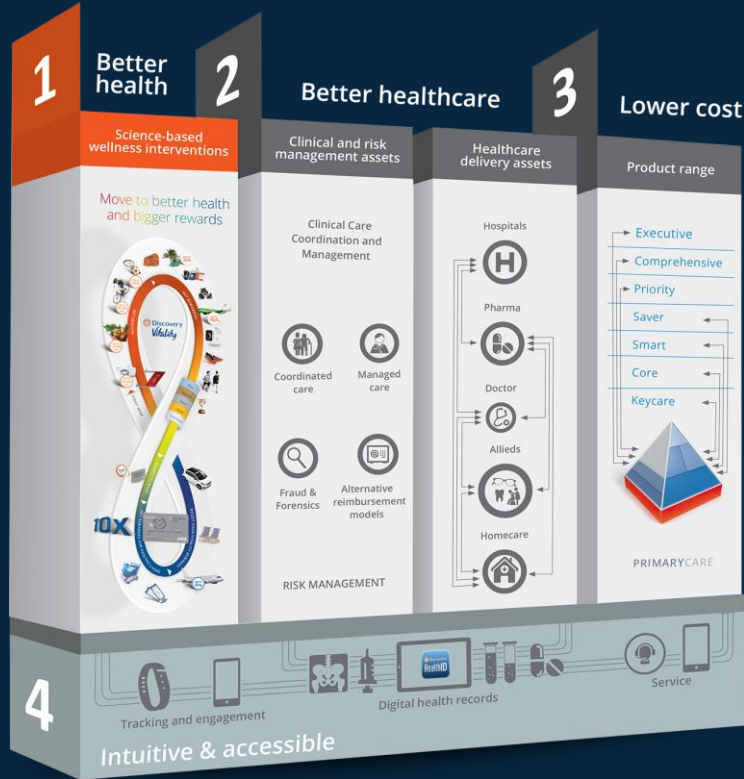 1
Better
health
2
Better healthcare
3
Lower cost
Science-based
wellness interventions
Clinical and risk
management assets
Healthcare
delivery assets
Product range
Move to better health
and bigger rewards
Discovery
Vitality
10X
Clinical Care
Coordination and
Management
Coordinated
care
Managed
care
Fraud &
Forensics
Alternative
reimbursement
models
RISK MANAGEMENT
Hospitals
H
Pharma
Doctor
Allieds
Homecare
Executive
Comprehensive
Priority
Saver
Smart
Core
Keycare
PRIMARYCARE
4
Tracking and engagement
Discovery
HealthID
Digital health records
Service
Intuitive & accessible